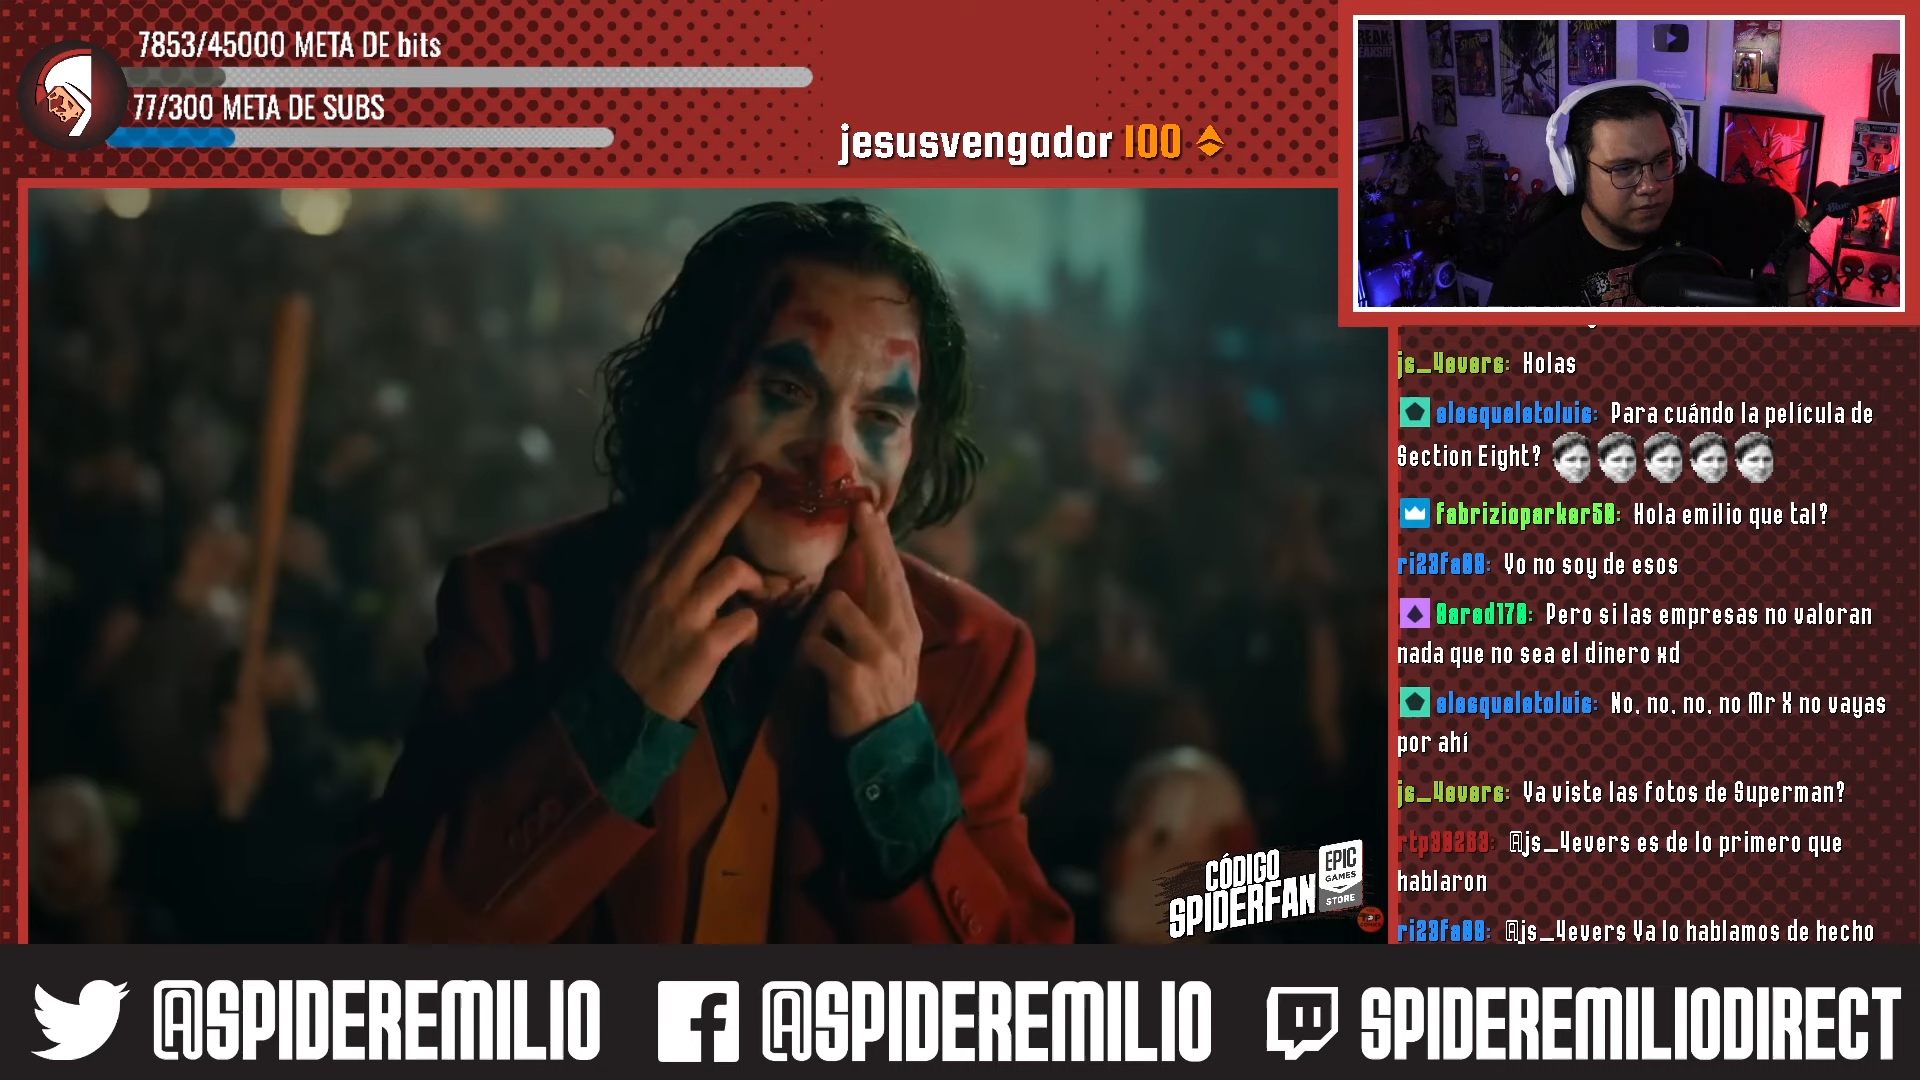 7853/45000 META DE bits
77/300 META DE SUBS
jesusvengador 100
js_4evers: Holas
elesqueletoluis: Para cuándo la película de
Section Eight?
fabrizioparker50: Hola emilio que tal?
ri23fa00: Yo no soy de esos
Pero si las empresas no valoran
nada que no sea el dinero xd
elesqueletoluis: No, no, no, no Mr X no vayas
por ahí
js_4evers: Ya viste las fotos de Superman?
@js_4evers es de lo primero que
hablaron
ri23fa00: @js_4evers Ya lo hablamos de hecho
CÓDIGO
SPIDERFAN
EPIC
GAMES
STORE
@SPIDEREMILIO
@SPIDEREMILIO
SPIDEREMILIODIRECT